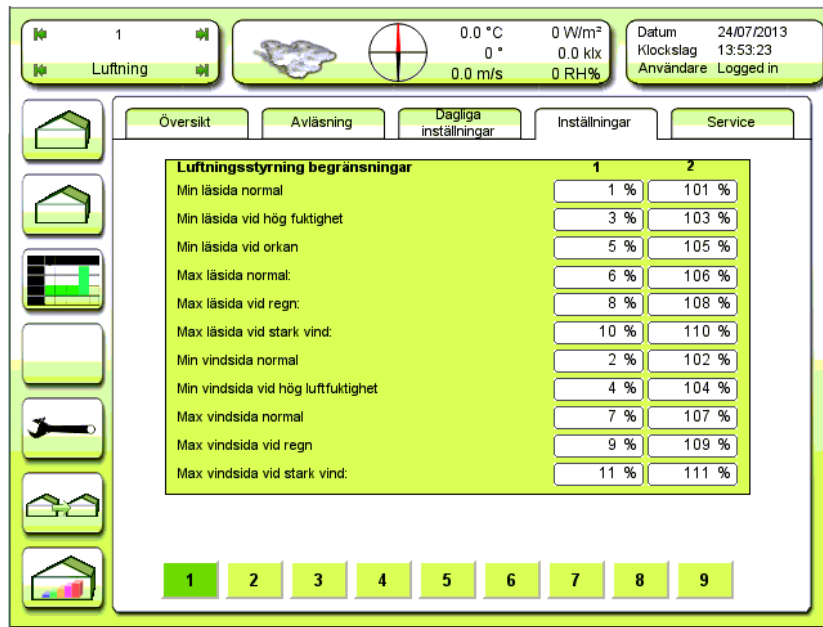 1
Luftning
0.0 °C 0 W/m²
0 ° 0.0 klx
0.0 m/s 0 RH%
Datum 24/07/2013
Klockslag 13:53:23
Användare Logged in
Översikt
Avläsning
Dagliga
inställningar
Inställningar
Service
Luftningsstyrning begränsningar 1 2
Min läsida normal 1 % 101 %
Min läsida vid hög fuktighet 3 % 103 %
Min läsida vid orkan 5 % 105 %
Max läsida normal: 6 % 106 %
Max läsida vid regn: 8 % 108 %
Max läsida vid stark vind: 10 % 110 %
Min vindsida normal 2 % 102 %
Min vindsida vid hög luftfuktighet 4 % 104 %
Max vindsida normal 7 % 107 %
Max vindsida vid regn 9 % 109 %
Max vindsida vid stark vind: 11 % 111 %
1 2 3 4 5 6 7 8 9